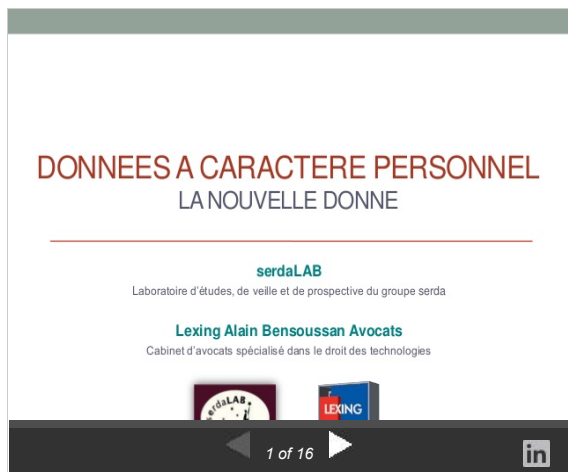 DONNEES A CARACTERE PERSONNEL
LA NOUVELLE DONNE
serdaLAB
Laboratoire d'études, de veille et de prospective du groupe serda
Lexing Alain Bensoussan Avocats
Cabinet d'avocats spécialisé dans le droit des technologies
serdaLAB.
LEXING
1 of 16
in